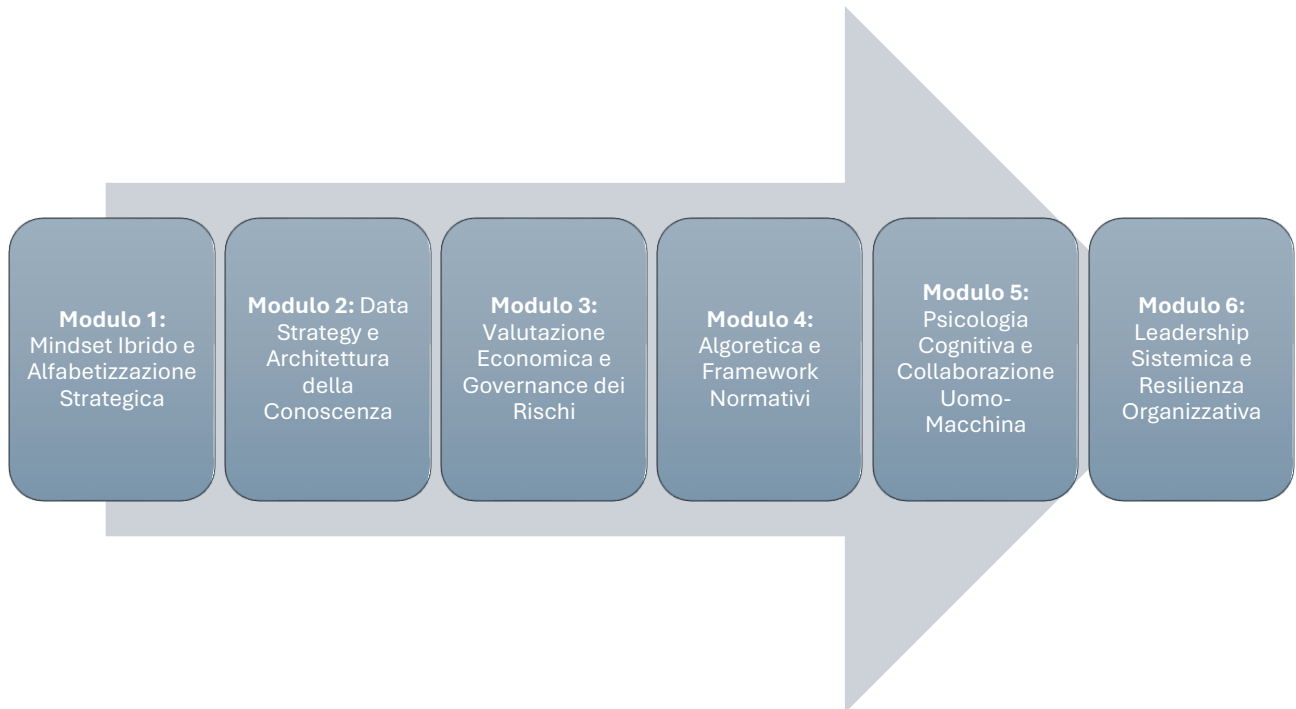 Modulo 1:
Mindset Ibrido e
Alfabetizzazione
Strategica
Modulo 2: Data
Strategy e
Architettura
della
Conoscenza
Modulo 3:
Valutazione
Economica e
Governance dei
Rischi
Modulo 4:
Algoretica e
Framework
Normativi
Modulo 5:
Psicologia
Cognitiva e
Collaborazione
Uomo-
Macchina
Modulo 6:
Leadership
Sistemica e
Resilienza
Organizzativa